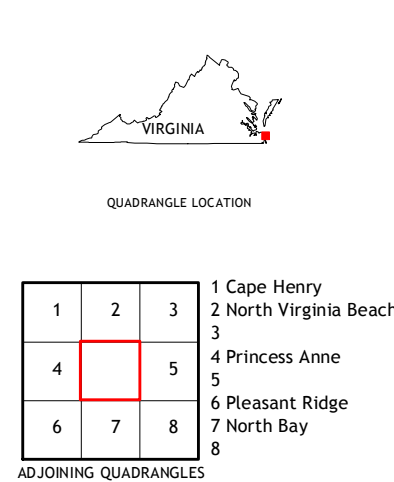 VIRGINIA
QUADRANGLE LOCATION
1 2 3
4 5
6 7 8
1 Cape Henry
2 North Virginia Beach
3
4 Princess Anne
5
6 Pleasant Ridge
7 North Bay
8
ADJOINING QUADRANGLES